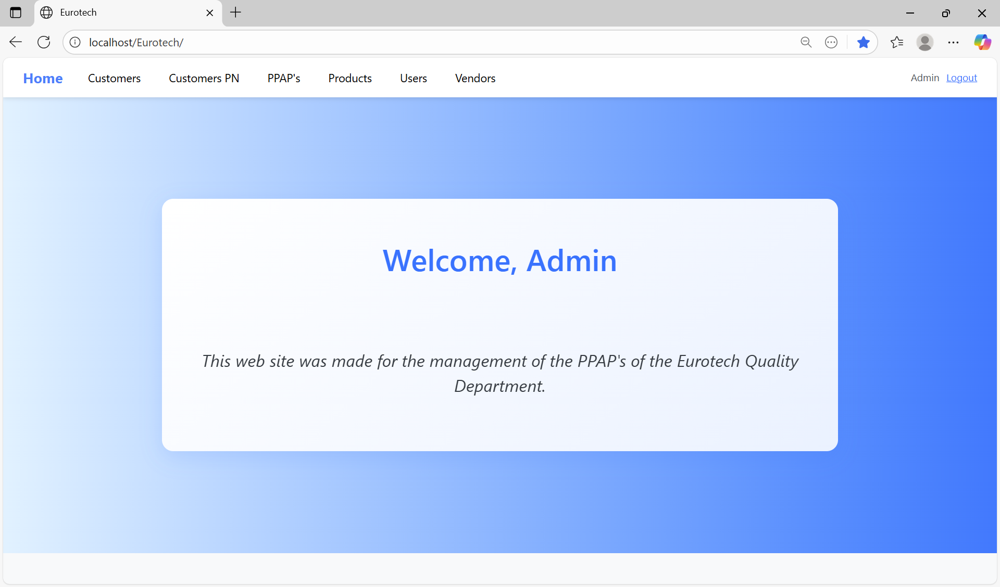 Eurotech
localhost/Eurotech/
Home Customers Customers PN PPAP's Products Users Vendors Admin Logout
Welcome, Admin
This web site was made for the management of the PPAP's of the Eurotech Quality
Department.